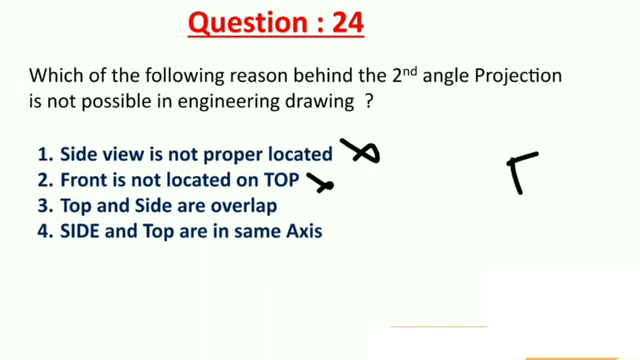 Question : 24
Which of the following reason behind the 2nd angle Projection
is not possible in engineering drawing ?
1. Side view is not proper located
2. Front is not located on TOP
3. Top and Side are overlap
4. SIDE and Top are in same Axis